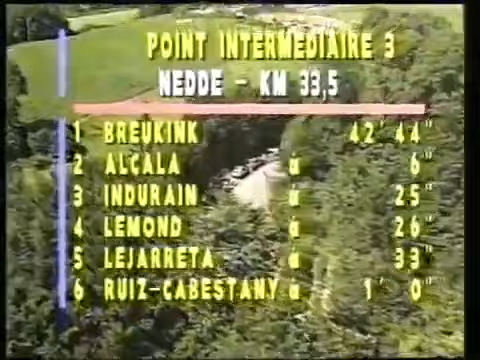 POINT INTERMEDIAIRE 3
NEDDE - KM 33,5
1 BREUKINK 42' 44"
2 ALCALA à 6"
3 INDURAIN à 25"
4 LEMOND à 26"
5 LEJARRETA à 33"
6 RUIZ-CABESTANY à 1' 0"